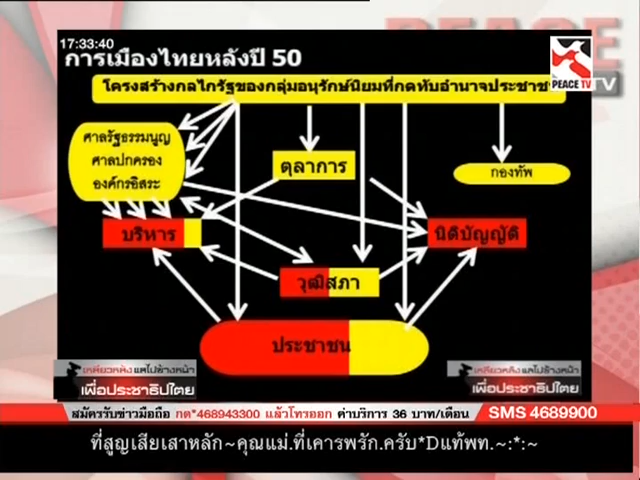 17:33:40
การเมืองไทยหลังปี 50
PEACE TV
TV
โครงสร้างกลไกรัฐของกลุ่มอนุรักษ์นิยมที่กดทับอำนาจประชาช
ศาลรัฐธรรมนูญ
ศาลปกครอง
องค์กรอิสระ
ตุลาการ
กองทัพ
บริหาร
นิติบัญญัติ
วุฒิสภา
ประชาชน
เหลียวหลัง แลไปข้างหน้า
เพื่อประชาธิปไตย
เหลียวหลัง แลไปข้างหน้า
เพื่อประชาธิปไตย
สมัครรับข่าวมือถือ กด*468943300 แล้วโทรออก ค่าบริการ 36 บาท/เดือน
SMS 4689900
ที่สูญเสียเสาหลัก~คุณแม่.ที่เคารพรัก.ครับ*Dแท้พท.~:*:~